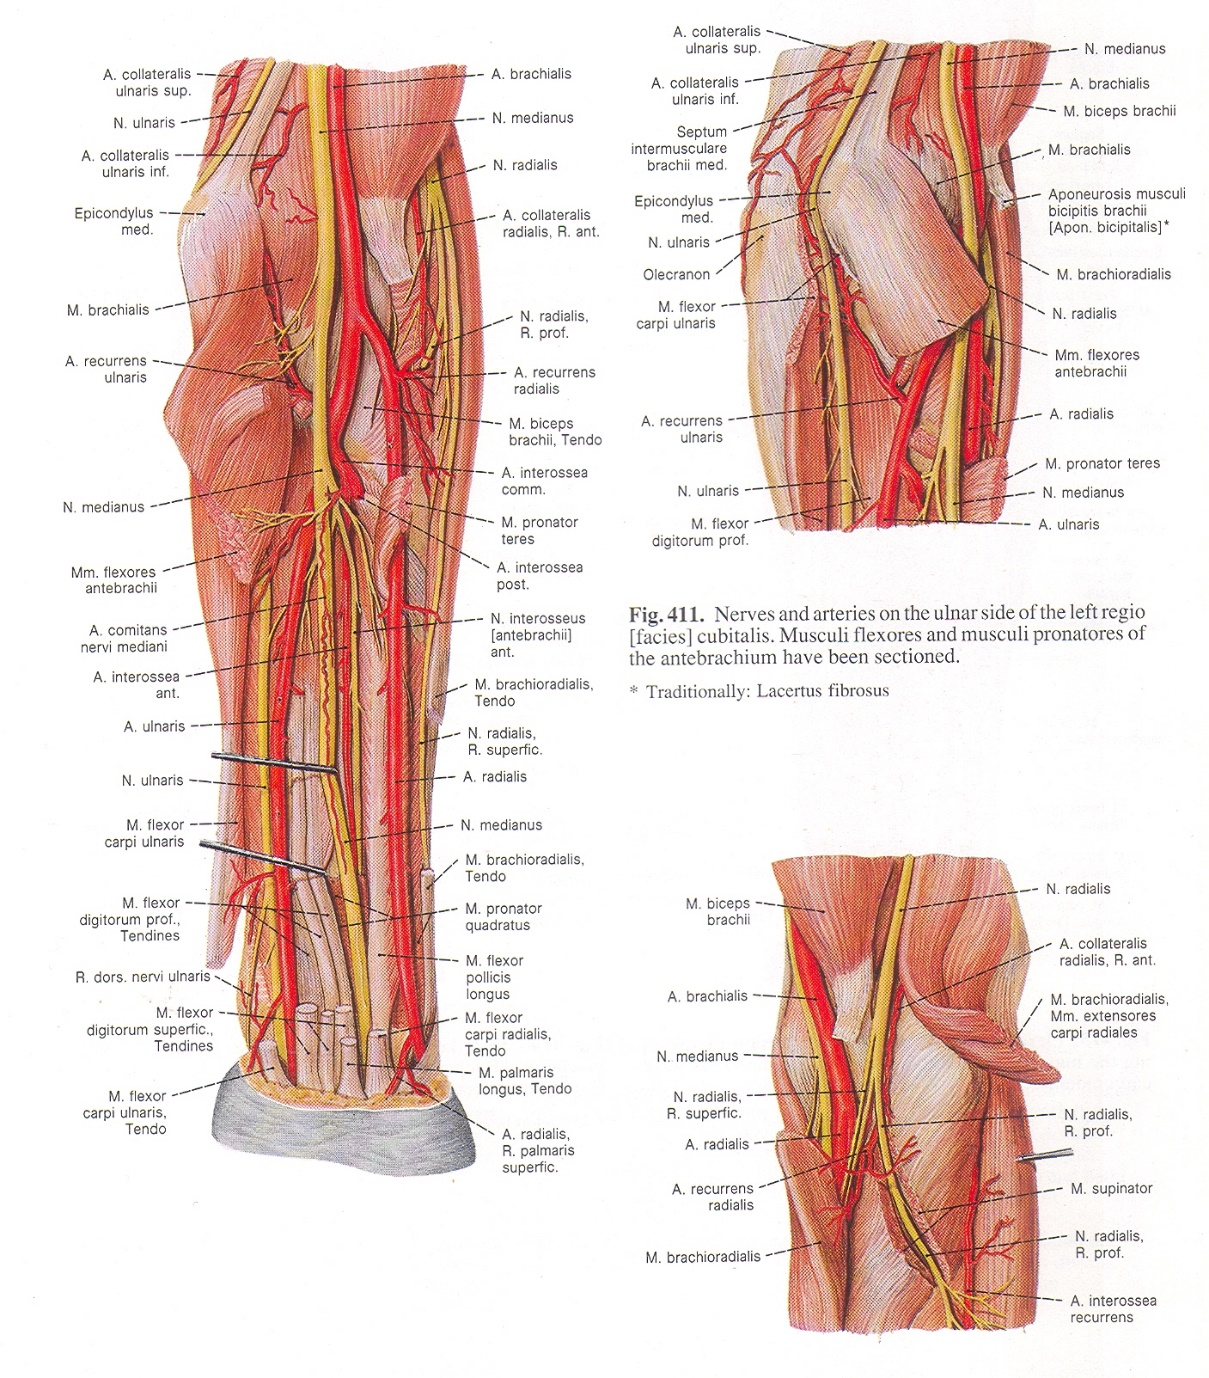 A. collateralis
ulnaris sup.
N. ulnaris
A. collateralis
ulnaris inf.
Epicondylus
med.
M. brachialis
A. recurrens
ulnaris
N. medianus
Mm. flexores
antebrachii
A. comitans
nervi mediani
A. interossea
ant.
A. ulnaris
N. ulnaris
M. flexor
carpi ulnaris
M. flexor
digitorum prof.,
Tendines
R. dors. nervi ulnaris
M. flexor
digitorum superfic.,
Tendines
M. flexor
carpi ulnaris,
Tendo
A. brachialis
N. medianus
N. radialis
A. collateralis
radialis, R. ant.
N. radialis,
R. prof.
A. recurrens
radialis
M. biceps
brachii, Tendo
A. interossea
comm.
M. pronator
teres
A. interossea
post.
N. interosseus
[antebrachii]
ant.
M. brachioradialis,
Tendo
N. radialis,
R. superfic.
A. radialis
N. medianus
M. brachioradialis,
Tendo
M. pronator
quadratus
M. flexor
pollicis
longus
M. flexor
carpi radialis,
Tendo
M. palmaris
longus, Tendo
A. radialis,
R. palmaris
superfic.
A. collateralis
ulnaris sup.
A. collateralis
ulnaris inf.
Septum
intermusculare
brachii med.
Epicondylus
med.
N. ulnaris
Olecranon
M. flexor
carpi ulnaris
A. recurrens
ulnaris
N. ulnaris
M. flexor
digitorum prof.
N. medianus
A. brachialis
M. biceps brachii
M. brachialis
Aponeurosis musculi
bicipitis brachii
[Apon. bicipitalis]*
M. brachioradialis
N. radialis
Mm. flexores
antebrachii
A. radialis
M. pronator teres
N. medianus
A. ulnaris
Fig. 411. Nerves and arteries on the ulnar side of the left regio
[facies] cubitalis. Musculi flexores and musculi pronatores of
the antebrachium have been sectioned.
* Traditionally: Lacertus fibrosus
M. biceps
brachii
A. brachialis
N. medianus
N. radialis,
R. superfic.
A. radialis
A. recurrens
radialis
M. brachioradialis
N. radialis
A. collateralis
radialis, R. ant.
M. brachioradialis,
Mm. extensores
carpi radiales
N. radialis,
R. prof.
M. supinator
N. radialis,
R. prof.
A. interossea
recurrens